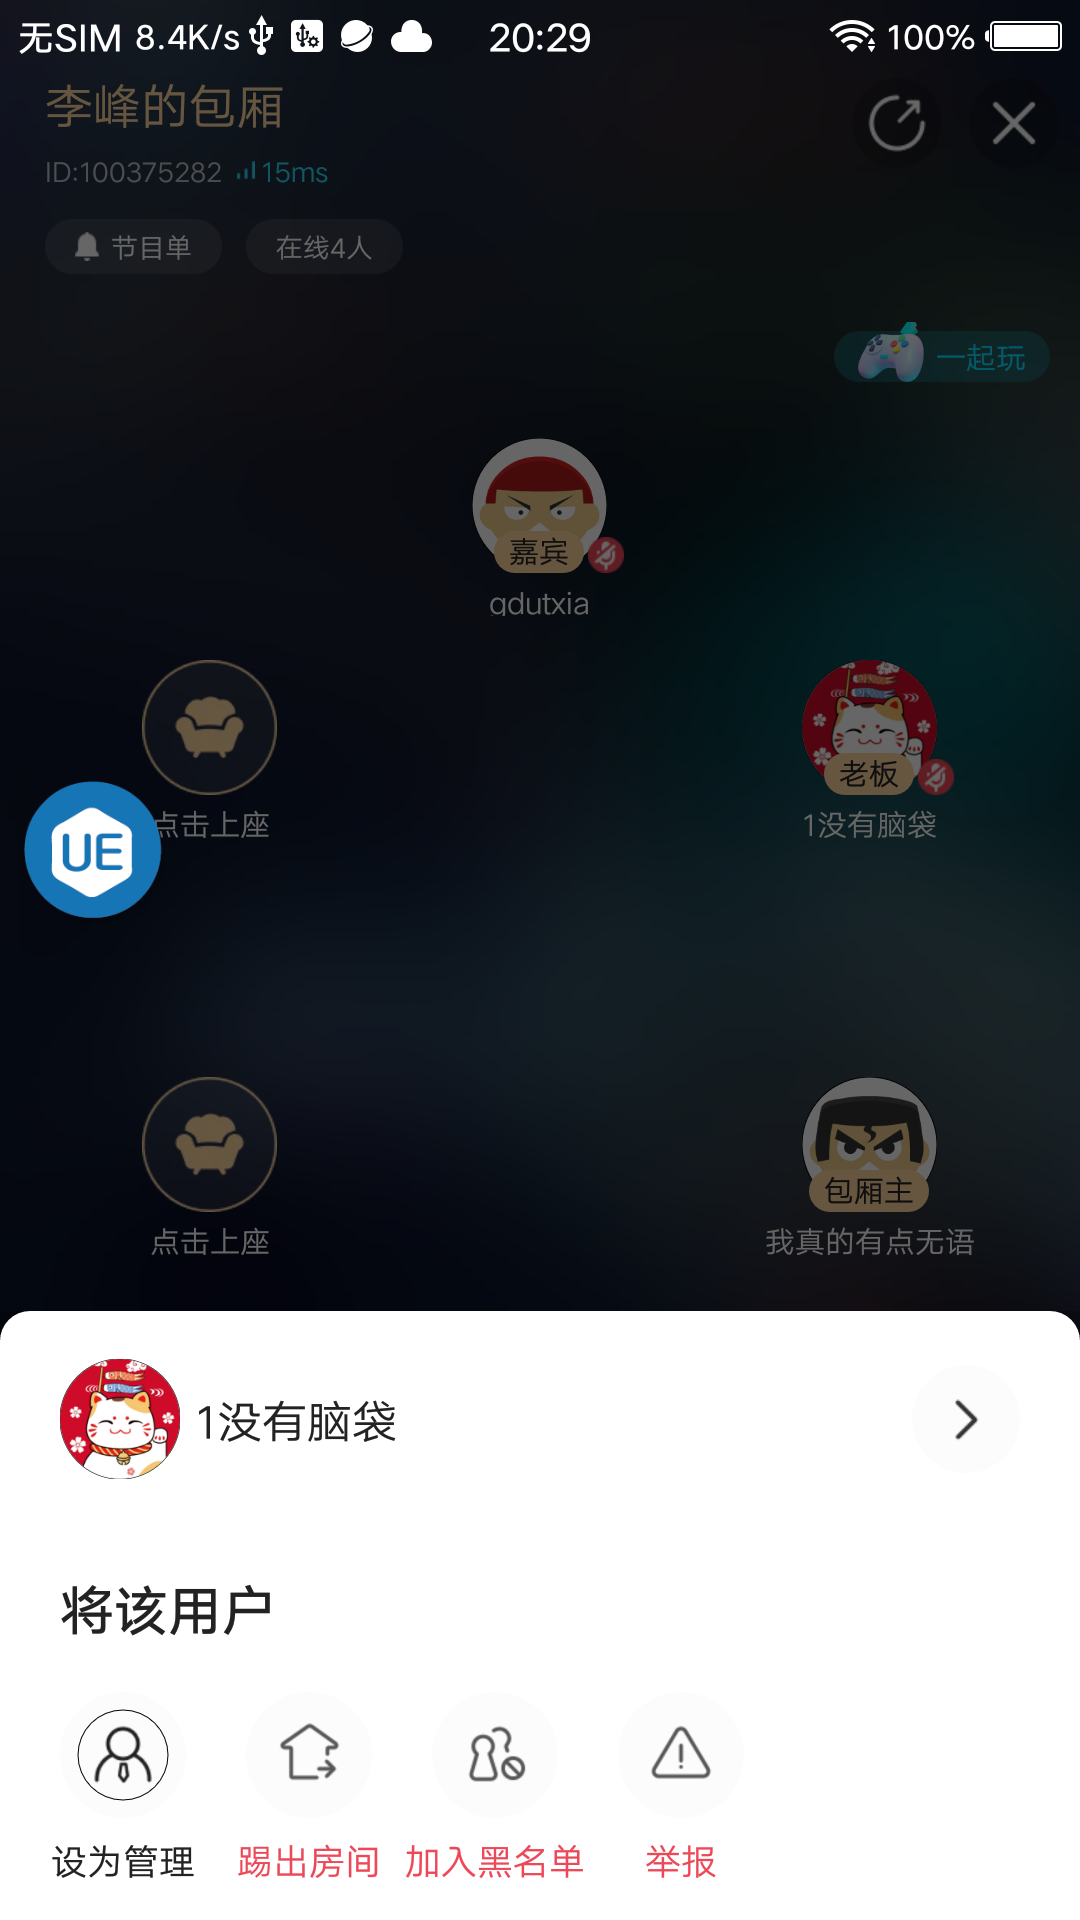 无SIM 8.4K/s 20:29 100%
李峰的包厢
ID:100375282 15ms
节目单 在线4人
一起玩
嘉宾
qdutxia
老板
点击上座 1没有脑袋
UE
包厢主
点击上座 我真的有点无语
1没有脑袋
将该用户
设为管理 踢出房间 加入黑名单 举报